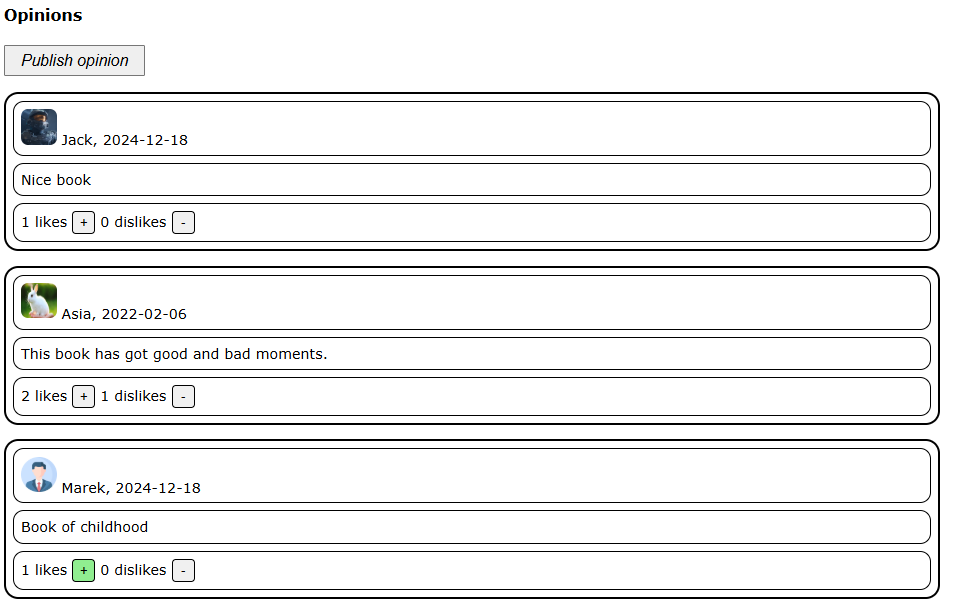 Opinions
Publish opinion
Jack, 2024-12-18
Nice book
1 likes + 0 dislikes -
Asia, 2022-02-06
This book has got good and bad moments.
2 likes + 1 dislikes -
Marek, 2024-12-18
Book of childhood
1 likes + 0 dislikes -